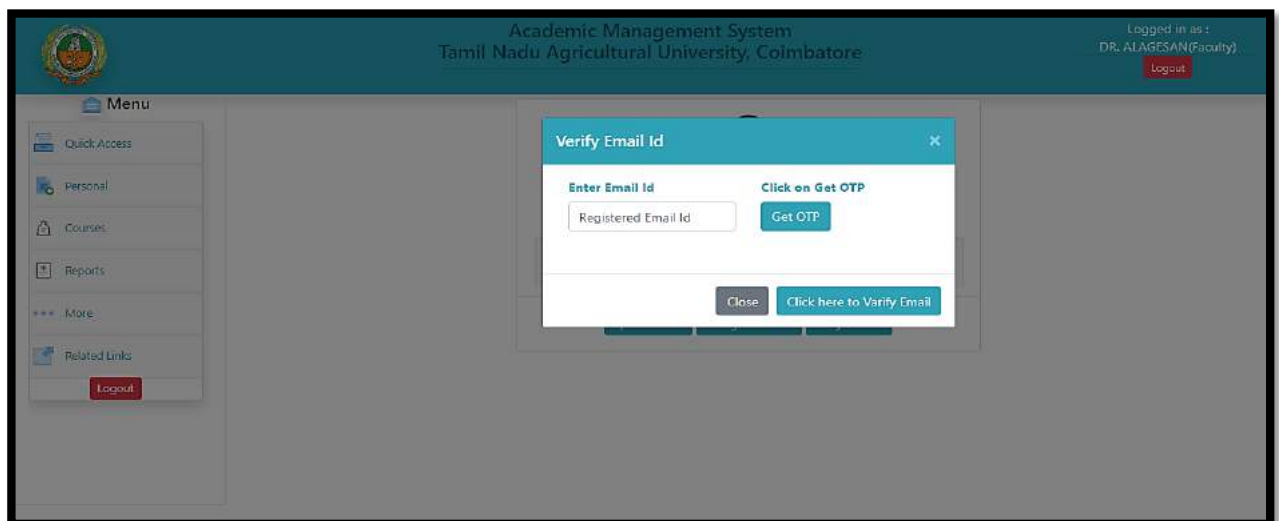 Academic Management System
Tamil Nadu Agricultural University, Coimbatore
Logged in as :
DR. ALAGESAN(Faculty)
Logout
Menu
Quick Access
Personal
Courses
Reports
More
Related Links
Logout
Verify Email Id ×
Enter Email Id Click on Get OTP
Registered Email Id Get OTP
Close Click here to Varify Email